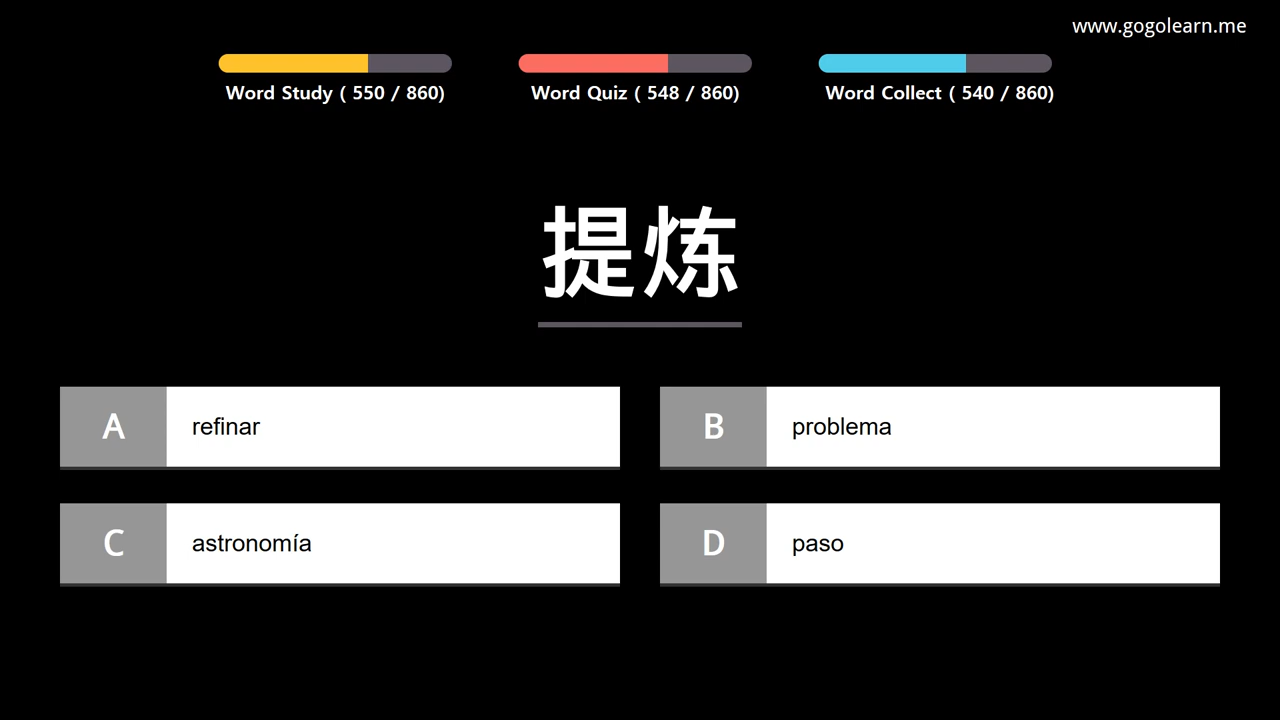 www.gogolearn.me
Word Study ( 550 / 860)
Word Quiz ( 548 / 860)
Word Collect ( 540 / 860)
提炼
A
refinar
B
problema
C
astronomía
D
paso